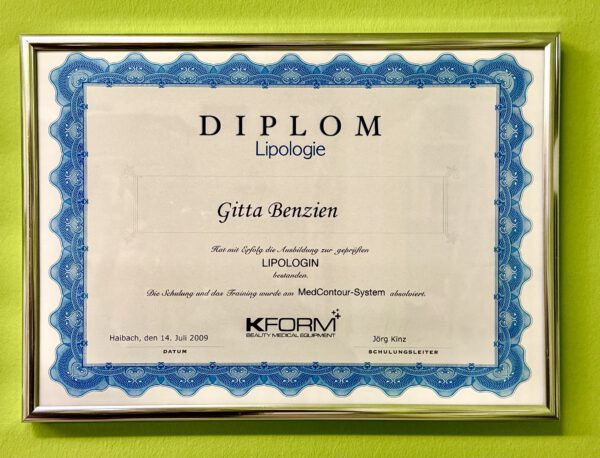 DIPLOM
Lipologie
Gitta Benzien
Hat mit Erfolg die Ausbildung zur geprüften
LIPOLOGIN
bestanden.
Die Schulung und das Training wurde am MedContour-System absolviert.
KFORM
BEAUTY MEDICAL EQUIPMENT
Haibach, den 14. Juli 2009
Jörg Kinz
DATUM
SCHULUNGSLEITER